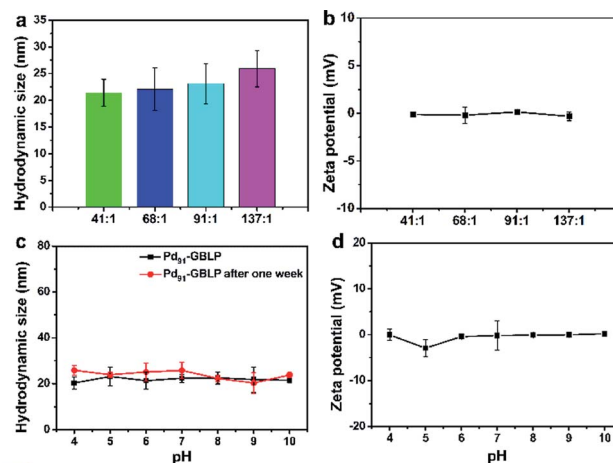 a
Hydrodynamic size (nm)
35
30
25
20
15
10
5
0
41:1 68:1 91:1 137:1
b
Zeta potential (mV)
10
5
0
-5
-10
41:1 68:1 91:1 137:1
c
Hydrodynamic size (nm)
80
60
40
20
0
Pd91-GBLP
Pd91-GBLP after one week
4 5 6 7 8 9 10
pH
d
Zeta potential (mV)
20
10
0
-10
-20
4 5 6 7 8 9 10
pH